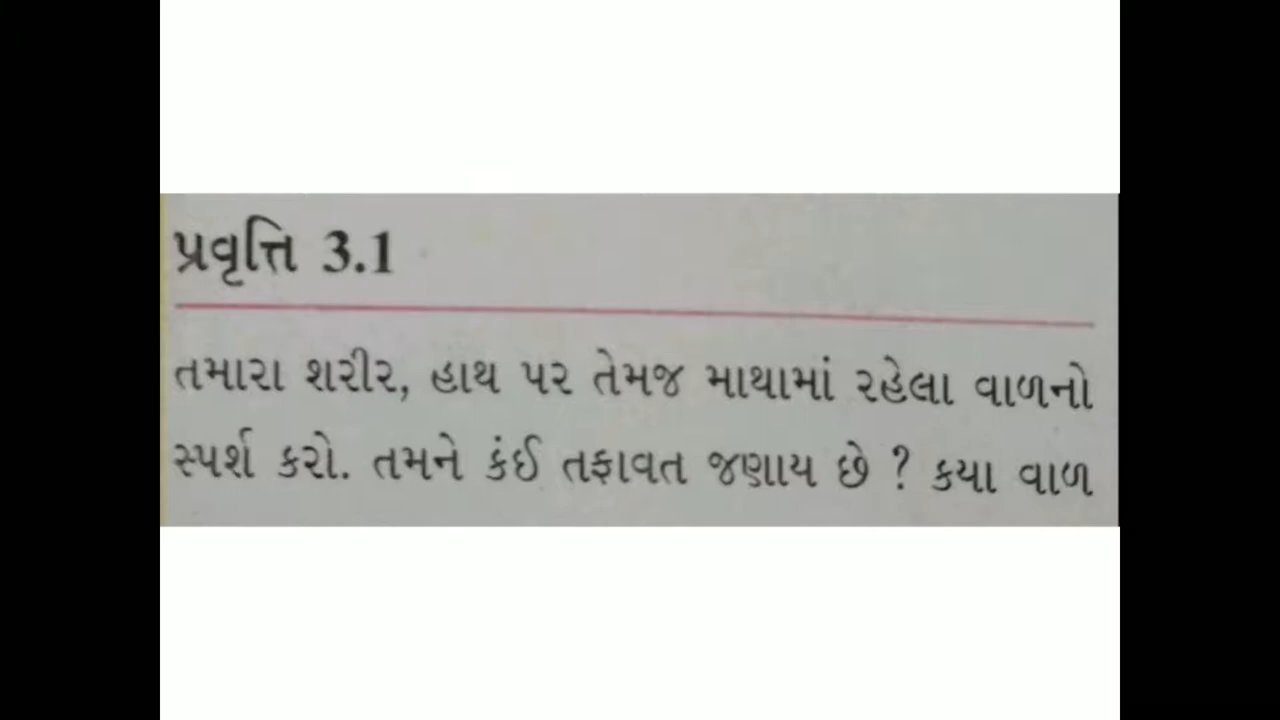 પ્રવૃત્તિ 3.1
તમારા શરીર, હાથ પર તેમજ માથામાં રહેલા વાળનો
સ્પર્શ કરો. તમને કંઈ તફાવત જણાય છે ? કયા વાળ